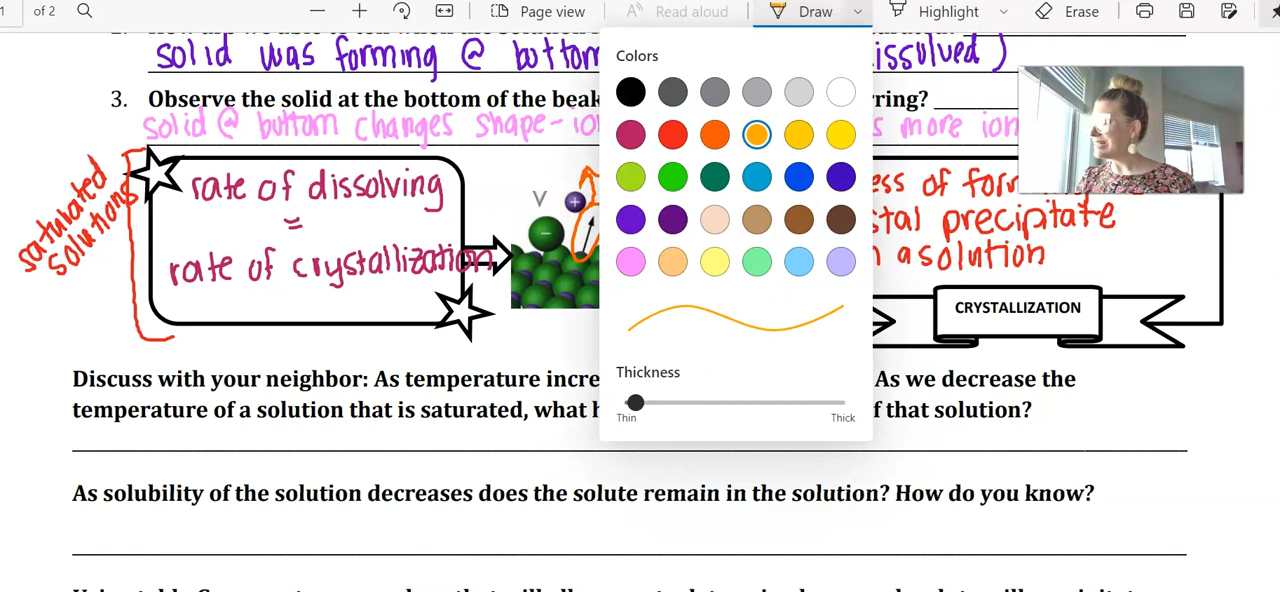 1 of 2 Page view Read aloud Draw Highlight Erase
solid was forming @ bottom issolved)
3. Observe the solid at the bottom of the beak ring?
solid @ bottom changes shape- io s more ion
saturated
solutions
rate of dissolving
=
rate of crystallization
V
+
−
ess of for
stal precipitate
n a solution
CRYSTALLIZATION
Discuss with your neighbor: As temperature incre As we decrease the
temperature of a solution that is saturated, what h f that solution?
As solubility of the solution decreases does the solute remain in the solution? How do you know?
Colors
Thickness
Thin Thick